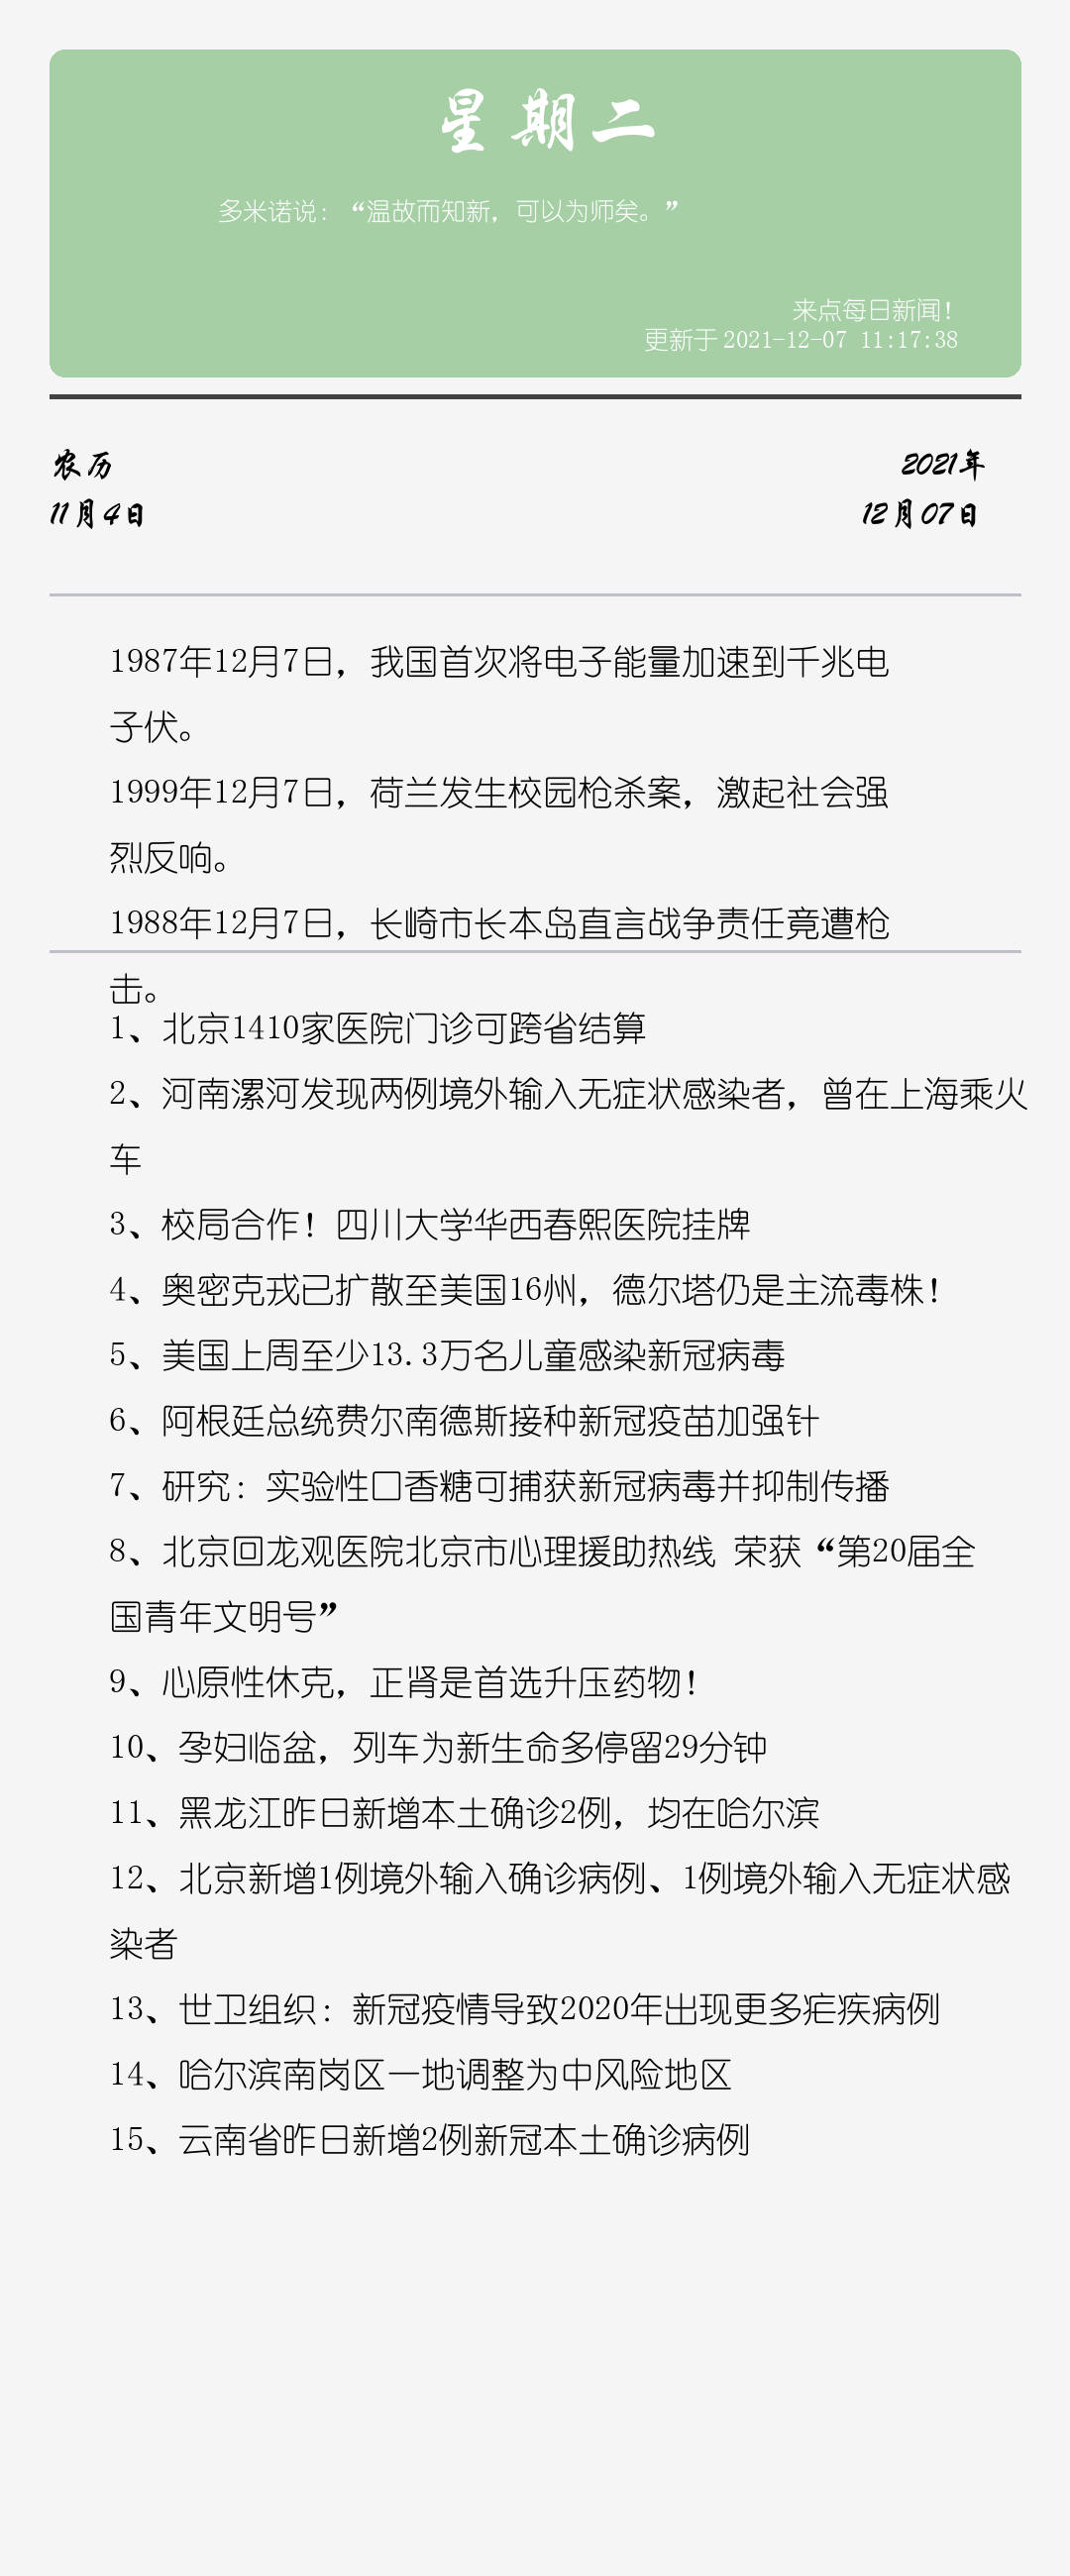 星期二
多米诺说：“温故而知新，可以为师矣。”
来点每日新闻！
更新于 2021-12-07 11:17:38
农历
2021年
11月4日
12月07日
1987年12月7日，我国首次将电子能量加速到千兆电
子伏。
1999年12月7日，荷兰发生校园枪杀案，激起社会强
烈反响。
1988年12月7日，长崎市长本岛直言战争责任竟遭枪
击。
1、北京1410家医院门诊可跨省结算
2、河南漯河发现两例境外输入无症状感染者，曾在上海乘火
车
3、校局合作！四川大学华西春熙医院挂牌
4、奥密克戎已扩散至美国16州，德尔塔仍是主流毒株！
5、美国上周至少13.3万名儿童感染新冠病毒
6、阿根廷总统费尔南德斯接种新冠疫苗加强针
7、研究：实验性口香糖可捕获新冠病毒并抑制传播
8、北京回龙观医院北京市心理援助热线 荣获“第20届全
国青年文明号”
9、心原性休克，正肾是首选升压药物！
10、孕妇临盆，列车为新生命多停留29分钟
11、黑龙江昨日新增本土确诊2例，均在哈尔滨
12、北京新增1例境外输入确诊病例、1例境外输入无症状感
染者
13、世卫组织：新冠疫情导致2020年出现更多疟疾病例
14、哈尔滨南岗区一地调整为中风险地区
15、云南省昨日新增2例新冠本土确诊病例